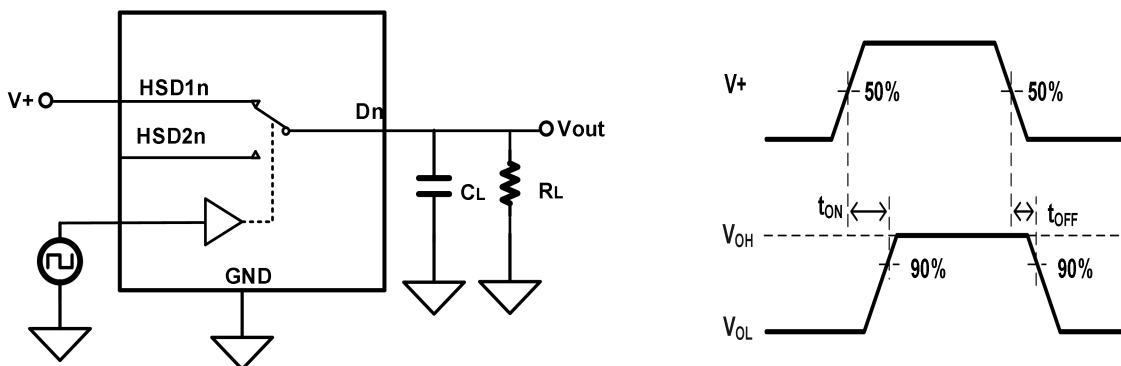 HSD1n
V+
Dn
Vout
HSD2n
CL
RL
GND
V+
50%
50%
tON
tOFF
VOH
90%
90%
VOL